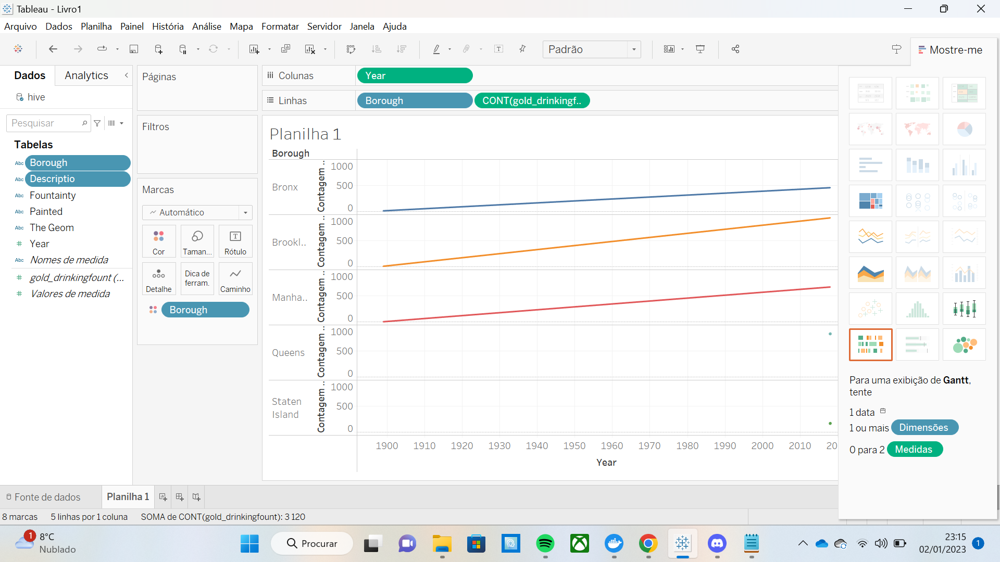 Tableau - Livro1
Arquivo Dados Planilha Painel História Análise Mapa Formatar Servidor Janela Ajuda
Padrão
Mostre-me
Dados Analytics
hive
Pesquisar
Tabelas
Abc Borough
Abc Descriptio
Abc Fountainty
Abc Painted
Abc The Geom
# Year
Abc Nomes de medida
# gold_drinkingfount (...
# Valores de medida
Páginas
Filtros
Marcas
Automático
Cor Taman... Rótulo
Detalhe Dica de ferram. Caminho
Borough
Colunas Year
Linhas Borough CONT(gold_drinkingf..
Planilha 1
Borough
Bronx Contagem .. 1000 500 0
Brookl.. Contagem .. 1000 500 0
Manha.. Contagem .. 1000 500 0
Queens Contagem .. 1000 500 0
Staten Island Contagem .. 1000 500 0
1900 1910 1920 1930 1940 1950 1960 1970 1980 1990 2000 2010 20
Year
Para uma exibição de Gantt,
tente
1 data
1 ou mais Dimensões
0 para 2 Medidas
Fonte de dados Planilha 1
8 marcas 5 linhas por 1 coluna SOMA de CONT(gold_drinkingfount): 3 120
1
8°C
Nublado
Procurar
23:15
02/01/2023
1